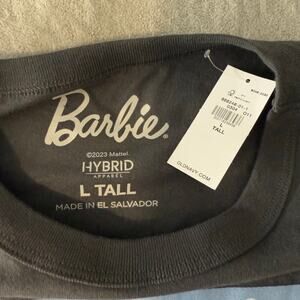 Barbie
©2023 Mattel
HYBRID
APPAREL
L TALL
MADE IN EL SALVADOR
L
TALL
OLDNAVY.COM